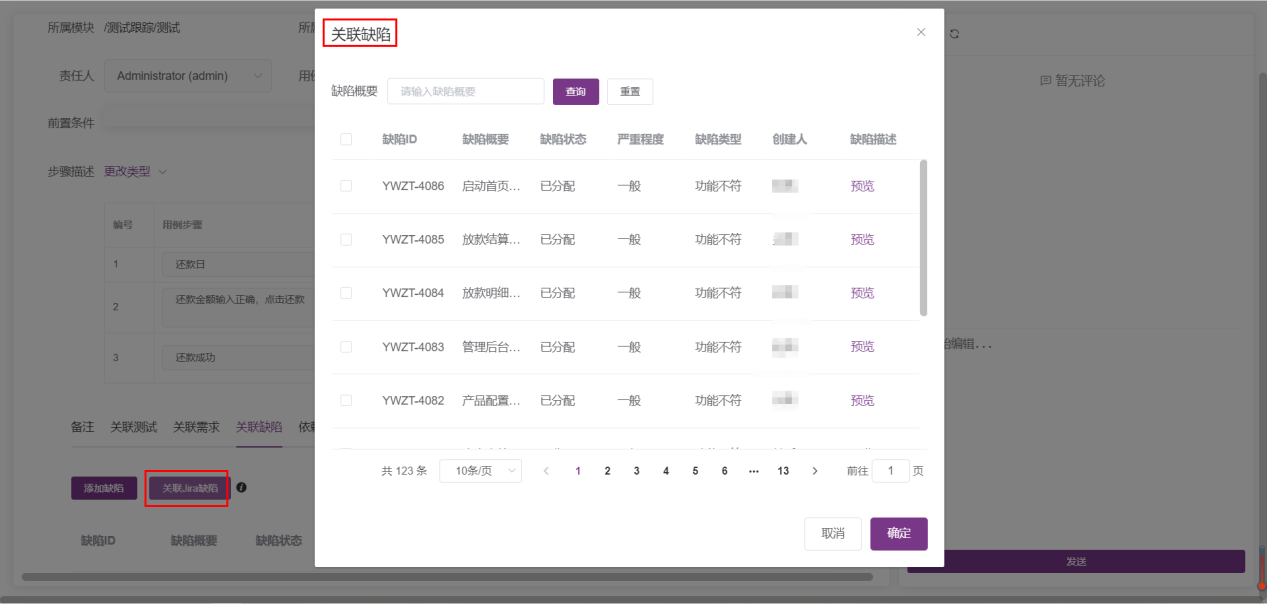 所属模块 /测试跟踪/测试
责任人 Administrator (admin)
前置条件
步骤描述 更改类型
编号 用例步骤
1 还款日
2 还款金额输入正确，点击还款
3 还款成功
备注 关联测试 关联需求 关联缺陷
添加缺陷 关联Jira缺陷
缺陷ID 缺陷概要 缺陷状态
关联缺陷
缺陷概要 请输入缺陷概要 查询 重置
缺陷ID 缺陷概要 缺陷状态 严重程度 缺陷类型 创建人 缺陷描述
YWZT-4086 启动首页... 已分配 一般 功能不符 预览
YWZT-4085 放款结算... 已分配 一般 功能不符 预览
YWZT-4084 放款明细... 已分配 一般 功能不符 预览
YWZT-4083 管理后台... 已分配 一般 功能不符 预览
YWZT-4082 产品配置... 已分配 一般 功能不符 预览
共 123 条 10条/页 1 2 3 4 5 6 ... 13 前往 1 页
取消 确定
暂无评论
编辑...
发送